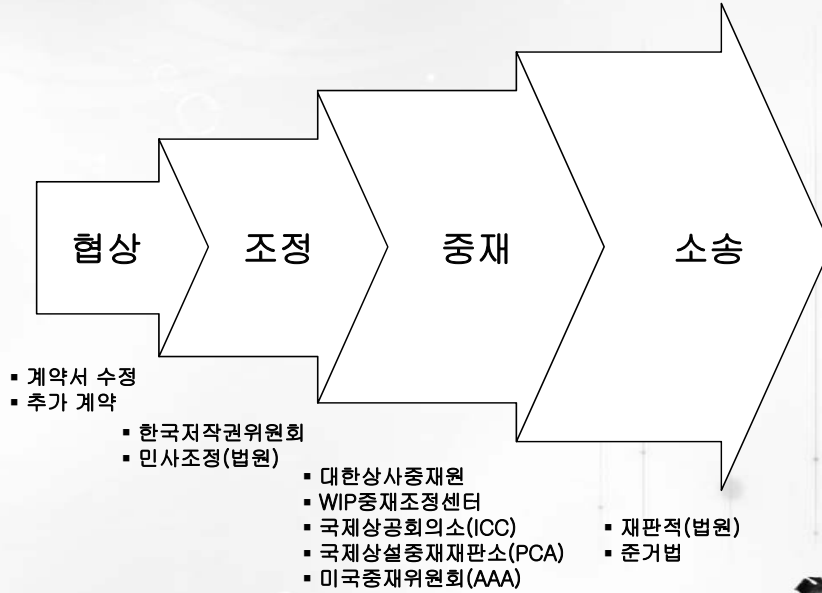 협상
조정
중재
소송
▪ 계약서 수정
▪ 추가 계약
▪ 한국저작권위원회
▪ 민사조정(법원)
▪ 대한상사중재원
▪ WIP중재조정센터
▪ 국제상공회의소(ICC)
▪ 국제상설중재재판소(PCA)
▪ 미국중재위원회(AAA)
▪ 재판적(법원)
▪ 준거법